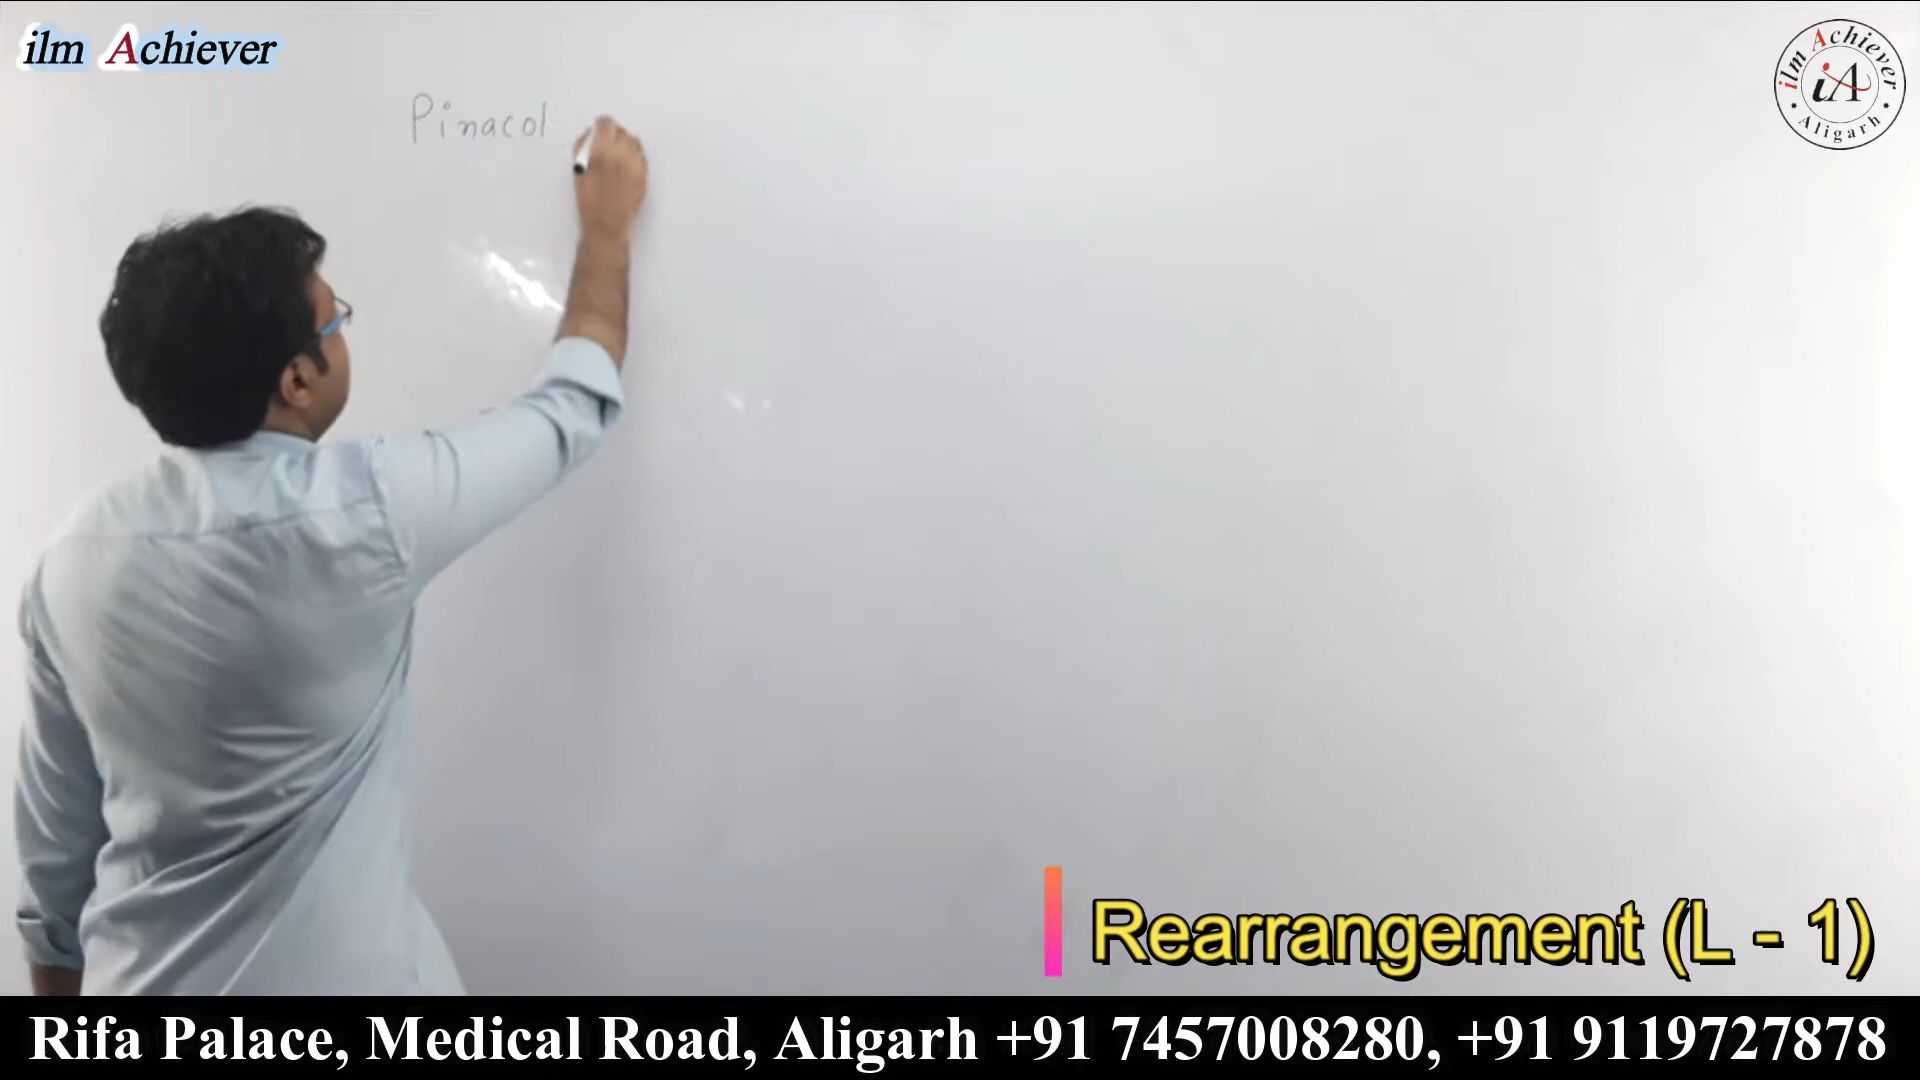 ilm Achiever
ilm Achiever
iA
Aligarh
Pinacol
Rearrangement (L - 1)
Rifa Palace, Medical Road, Aligarh +91 7457008280, +91 9119727878